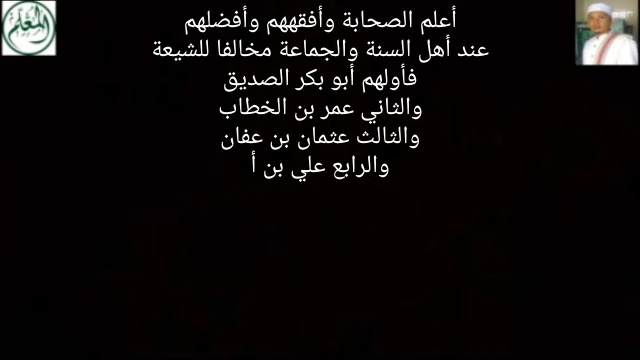 أعلم الصحابة وأفقههم وأفضلهم
عند أهل السنة والجماعة مخالفا للشيعة
فأولهم أبو بكر الصديق
والثاني عمر بن الخطاب
والثالث عثمان بن عفان
والرابع علي بن أ
المعلم